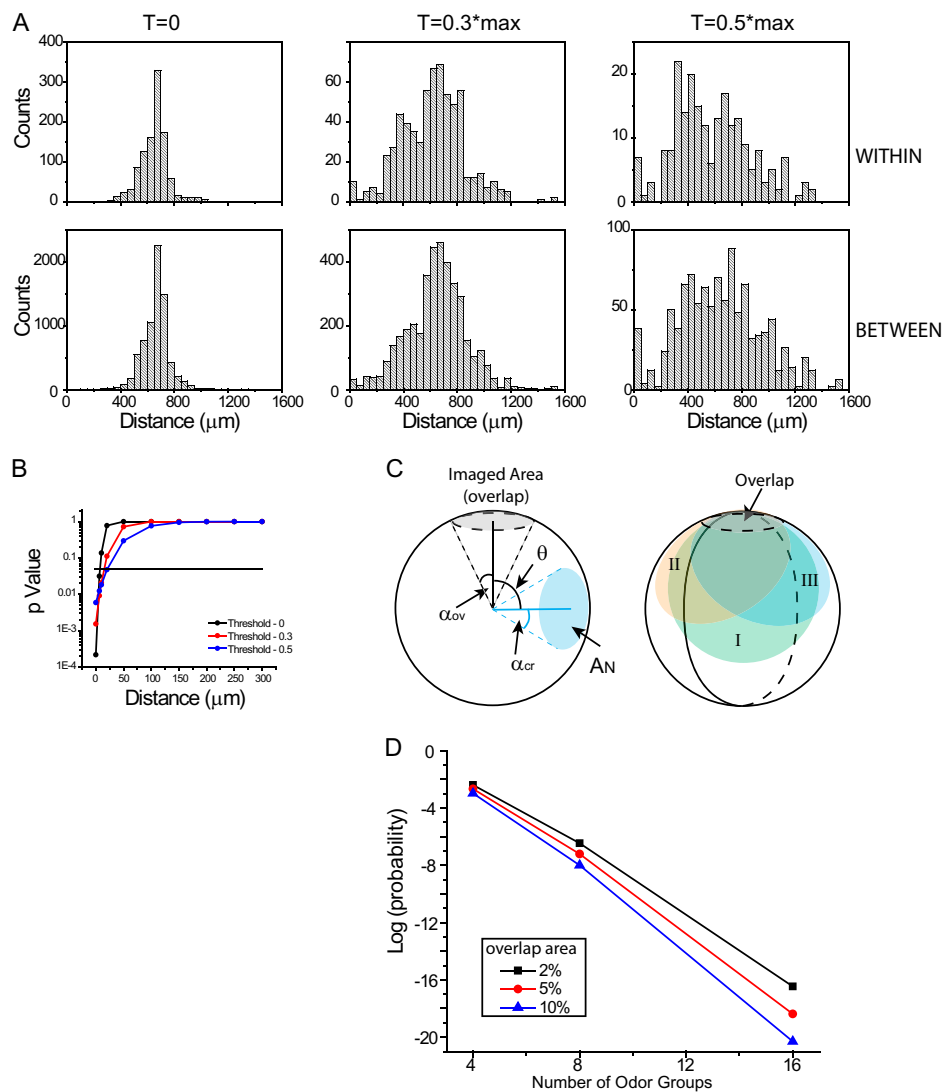 A
T=0
T=0.3*max
T=0.5*max
400
300
200
100
0
Counts
60
40
20
0
20
10
0
WITHIN
2000
1000
0
Counts
400
200
0
100
50
0
BETWEEN
0 400 800 1200 1600
0 400 800 1200 1600
0 400 800 1200 1600
Distance (μm)
Distance (μm)
Distance (μm)
B
1
0.1
0.01
1E-3
1E-4
p Value
Threshold - 0
Threshold - 0.3
Threshold - 0.5
0 50 100 150 200 250 300
Distance (μm)
C
Imaged Area
(overlap)
θ
αov
αcr
AN
Overlap
II
III
I
D
0
-4
-8
-12
-16
-20
Log (probability)
overlap area
2%
5%
10%
4 8 12 16
Number of Odor Groups